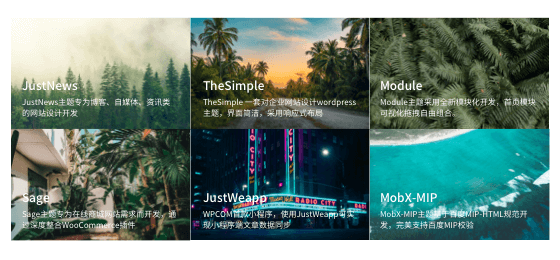 JustNews
JustNews主题专为博客、自媒体、资讯类
的网站设计开发
TheSimple
TheSimple 一套针对企业网站设计wordpress
主题，界面简洁，采用响应式布局
Module
Module主题采用全新模块化开发，首页模块
可视化拖拽自由组合。
Sage
Sage主题专为在线商城网站需求而开发，通
过深度整合WooCommerce插件
JustWeapp
WPCOM首款小程序，使用JustWeapp可实
现小程序端文章数据同步
RADIO CITY
MobX-MIP
MobX-MIP主题基于百度MIP-HTML规范开
发，完美支持百度MIP校验